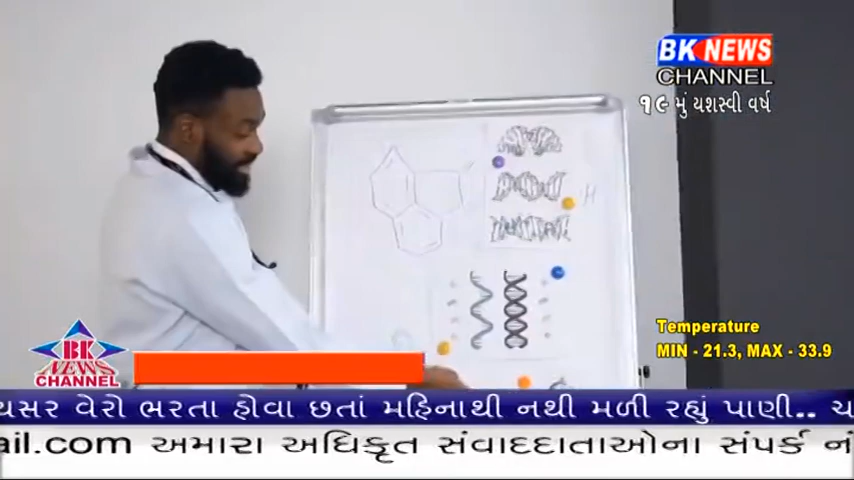 BK NEWS
CHANNEL
૧૯ મું યશસ્વી વર્ષ
H
Temperature
MIN - 21.3, MAX - 33.9
BK
NEWS
CHANNEL
યસર વેરો ભરતા હોવા છતાં મહિનાથી નથી મળી રહ્યું પાણી..
ail.com અમારા અધિકૃત સંવાદદાતાઓના સંપર્ક